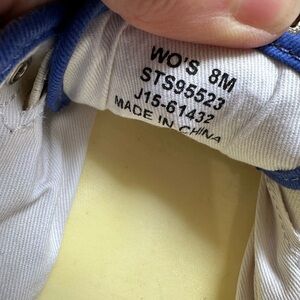 WO'S 8M
STS95523
J15-61432
MADE IN CHINA